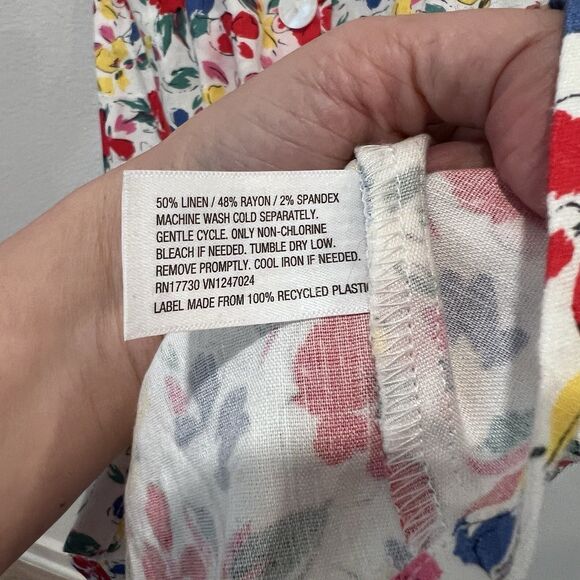 50% LINEN / 48% RAYON / 2% SPANDEX
MACHINE WASH COLD SEPARATELY.
GENTLE CYCLE. ONLY NON-CHLORINE
BLEACH IF NEEDED. TUMBLE DRY LOW.
REMOVE PROMPTLY. COOL IRON IF NEEDED.
RN17730 VN1247024
LABEL MADE FROM 100% RECYCLED PLASTIC